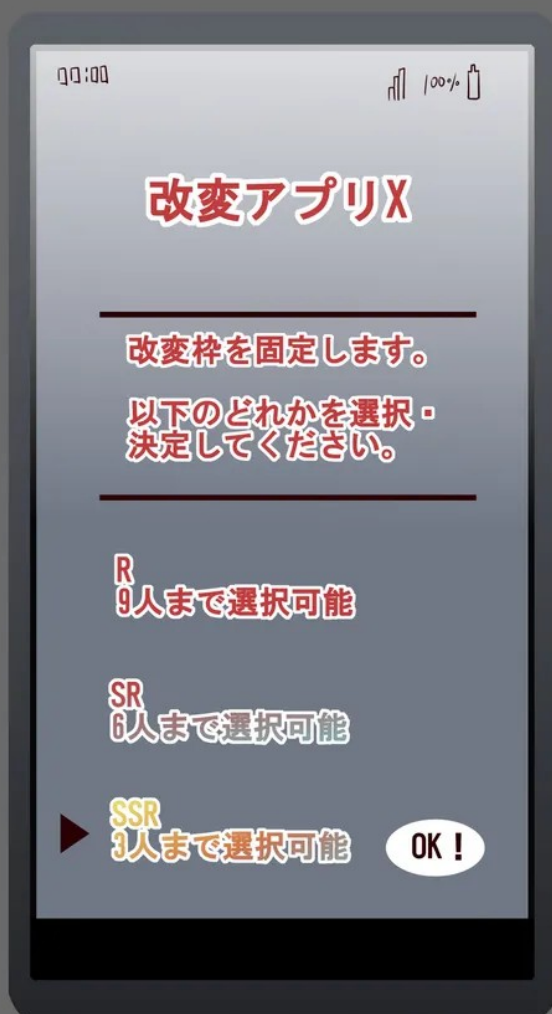 00:00
100%
改変アプリX
改変枠を固定します。
以下のどれかを選択・
決定してください。
R
9人まで選択可能
SR
6人まで選択可能
SSR
3人まで選択可能
OK！